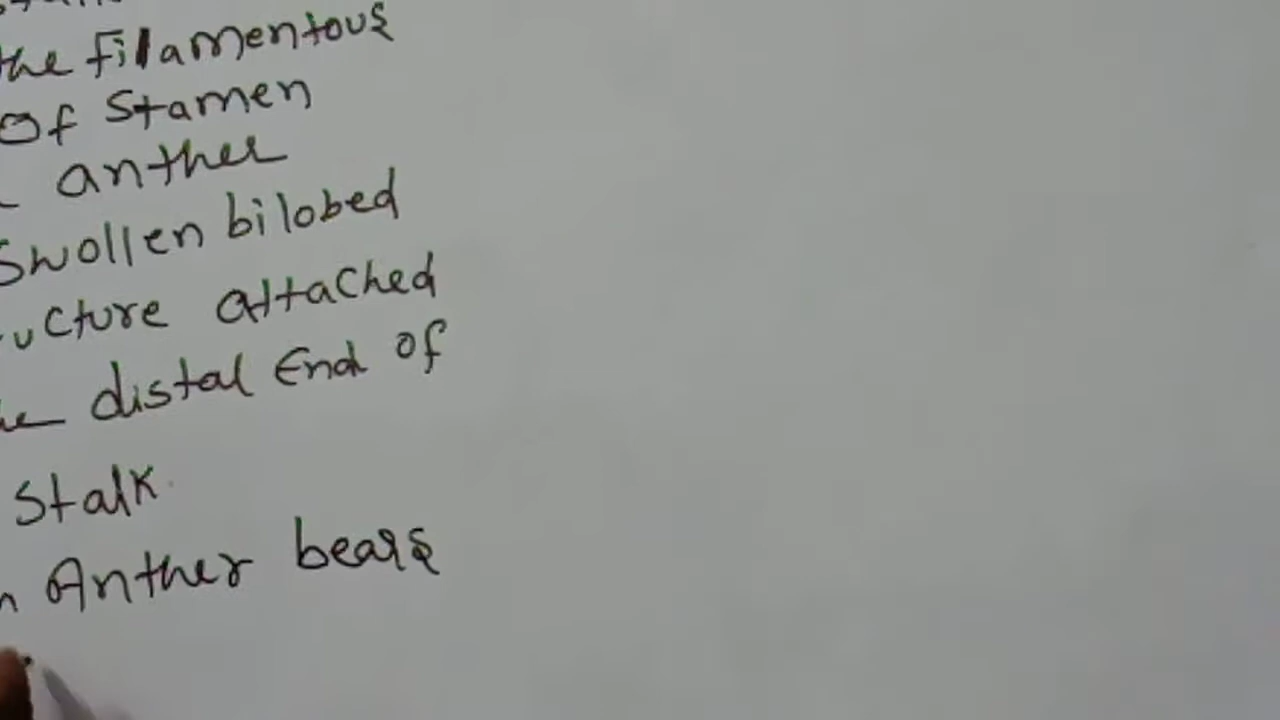 the filamentous
of Stamen
anther
Swollen bilobed
ucture attached
distal End of
Stalk
Anther bears